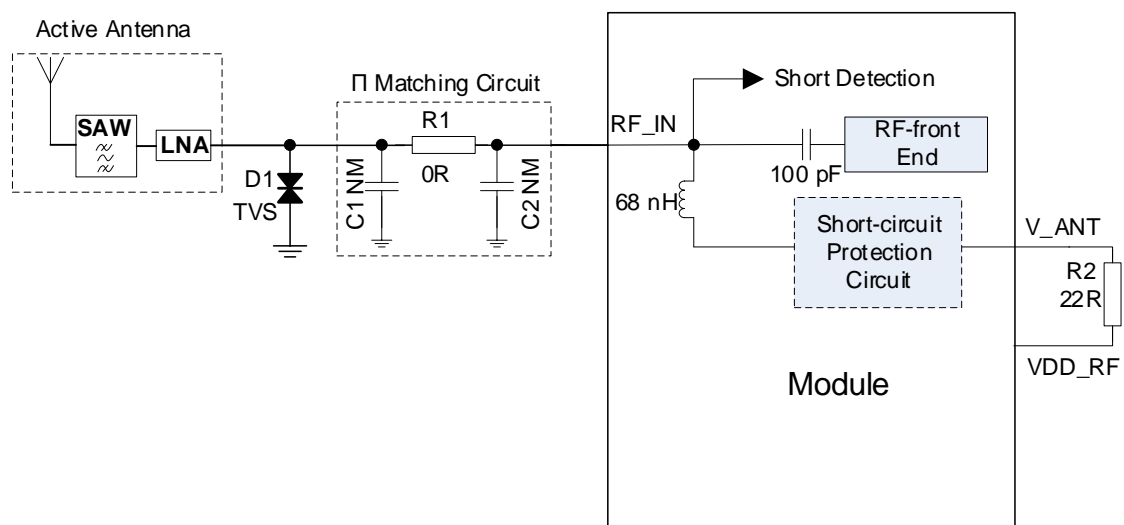 Active Antenna
SAW
LNA
D1
TVS
Π Matching Circuit
R1
0R
C1 NM
C2 NM
RF_IN
Short Detection
RF-front
End
100 pF
68 nH
Short-circuit
Protection
Circuit
V_ANT
R2
22R
VDD_RF
Module